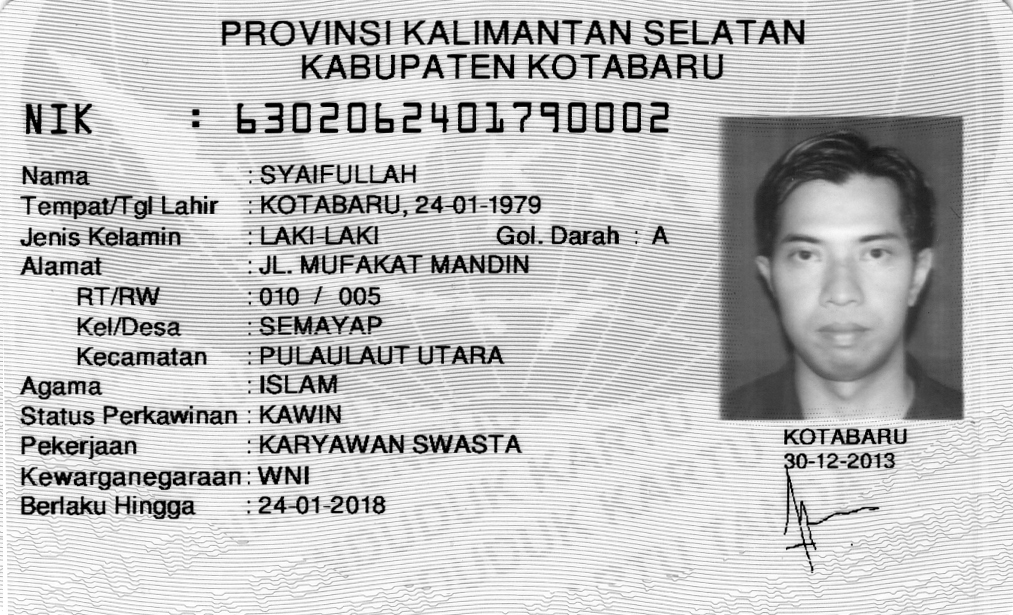 PROVINSI KALIMANTAN SELATAN
KABUPATEN KOTABARU
NIK : 6302062401790002
Nama : SYAIFULLAH
Tempat/Tgl Lahir : KOTABARU, 24-01-1979
Jenis Kelamin : LAKI-LAKI Gol. Darah : A
Alamat : JL. MUFAKAT MANDIN
RT/RW : 010 / 005
Kel/Desa : SEMAYAP
Kecamatan : PULAULAUT UTARA
Agama : ISLAM
Status Perkawinan : KAWIN
Pekerjaan : KARYAWAN SWASTA
Kewarganegaraan : WNI
Berlaku Hingga : 24-01-2018
KOTABARU
30-12-2013